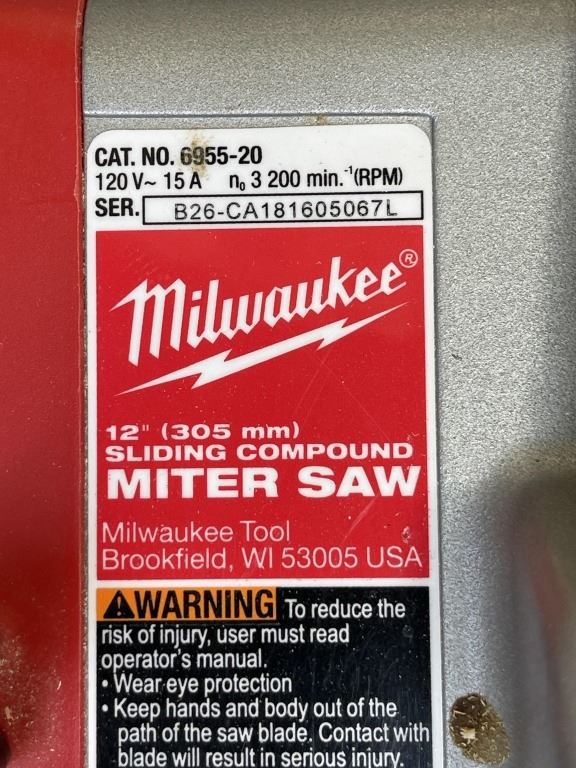 CAT. NO. 6955-20
120 V~ 15 A n₀ 3 200 min.⁻¹(RPM)
SER. B26-CA181605067L
Milwaukee®
12" (305 mm)
SLIDING COMPOUND
MITER SAW
Milwaukee Tool
Brookfield, WI 53005 USA
⚠WARNING To reduce the
risk of injury, user must read
operator's manual.
• Wear eye protection
• Keep hands and body out of the
path of the saw blade. Contact with
blade will result in serious injury.